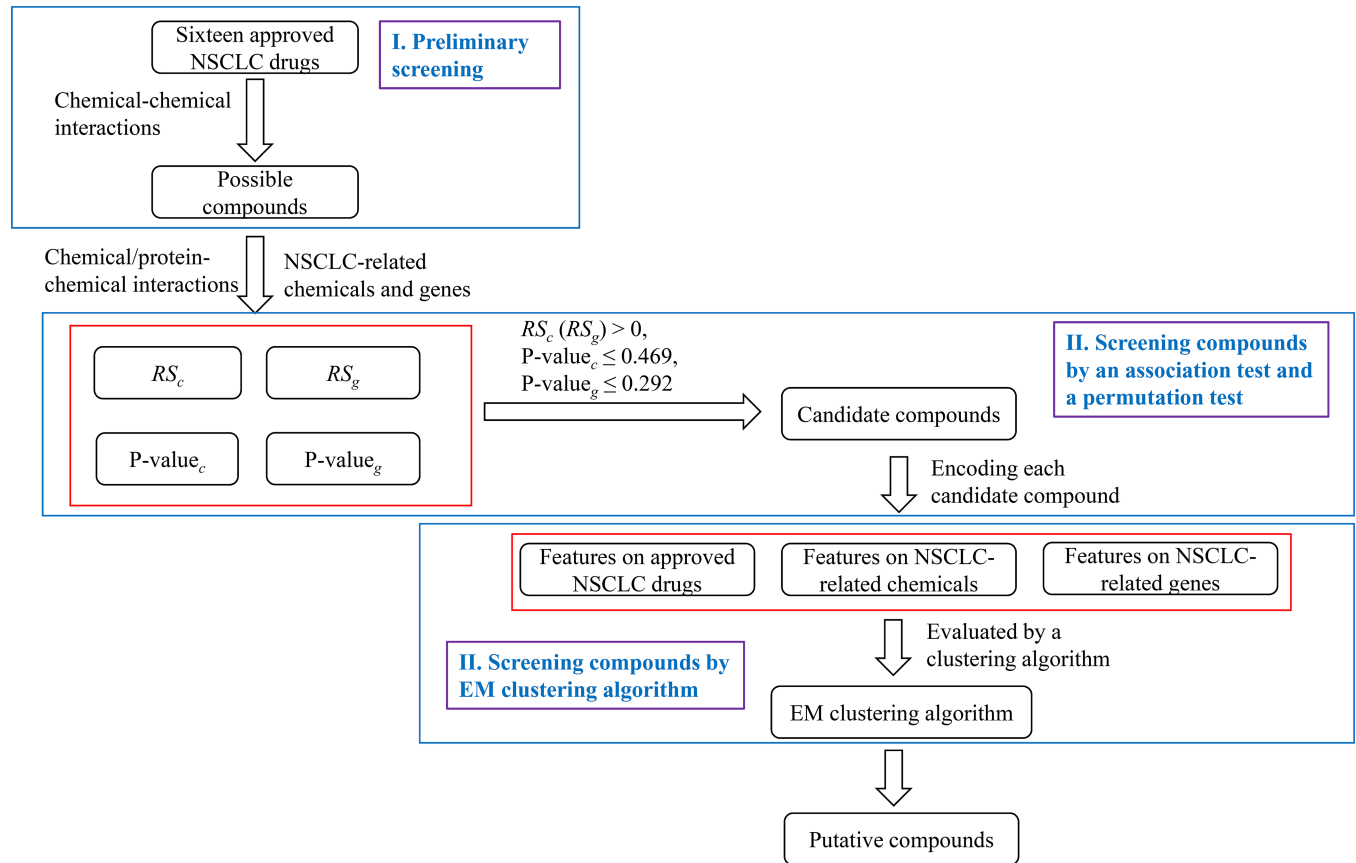 Sixteen approved
NSCLC drugs
I. Preliminary
screening
Chemical-chemical
interactions
Possible
compounds
Chemical/protein-
chemical interactions
NSCLC-related
chemicals and genes
RSc
RSg
P-valuec
P-valueg
RSc (RSg) > 0,
P-valuec ≤ 0.469,
P-valueg ≤ 0.292
Candidate compounds
II. Screening compounds
by an association test and
a permutation test
Encoding each
candidate compound
Features on approved
NSCLC drugs
Features on NSCLC-
related chemicals
Features on NSCLC-
related genes
Evaluated by a
clustering algorithm
II. Screening compounds by
EM clustering algorithm
EM clustering algorithm
Putative compounds